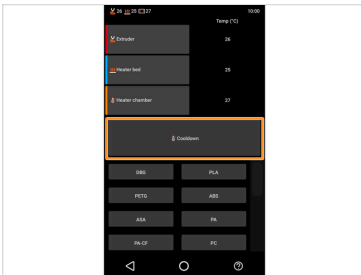 26 25 27 10:00
Temp (°C)
Extruder 26
Heater bed 25
Heater chamber 27
Cooldown
DBG PLA
PETG ABS
ASA PA
PA-CF PC